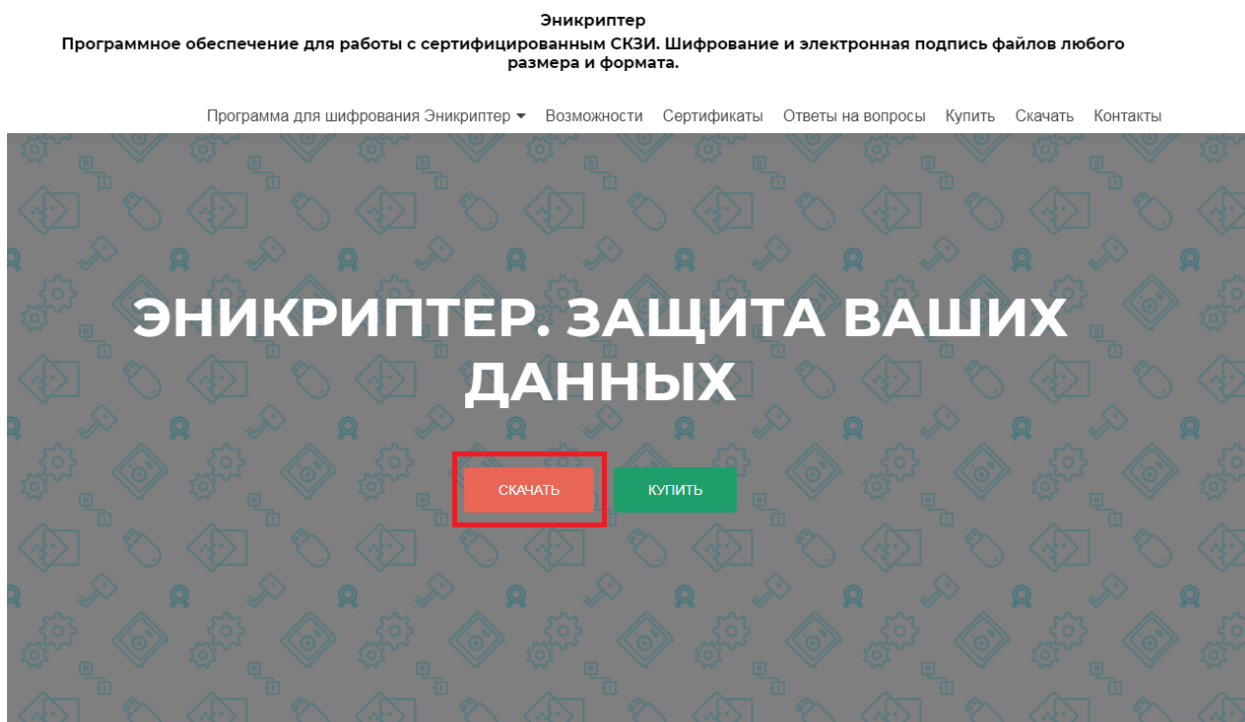 Эникриптер
Программное обеспечение для работы с сертифицированным СКЗИ. Шифрование и электронная подпись файлов любого
размера и формата.
Программа для шифрования Эникриптер Возможности Сертификаты Ответы на вопросы Купить Скачать Контакты
ЭНИКРИПТЕР. ЗАЩИТА ВАШИХ
ДАННЫХ
СКАЧАТЬ КУПИТЬ